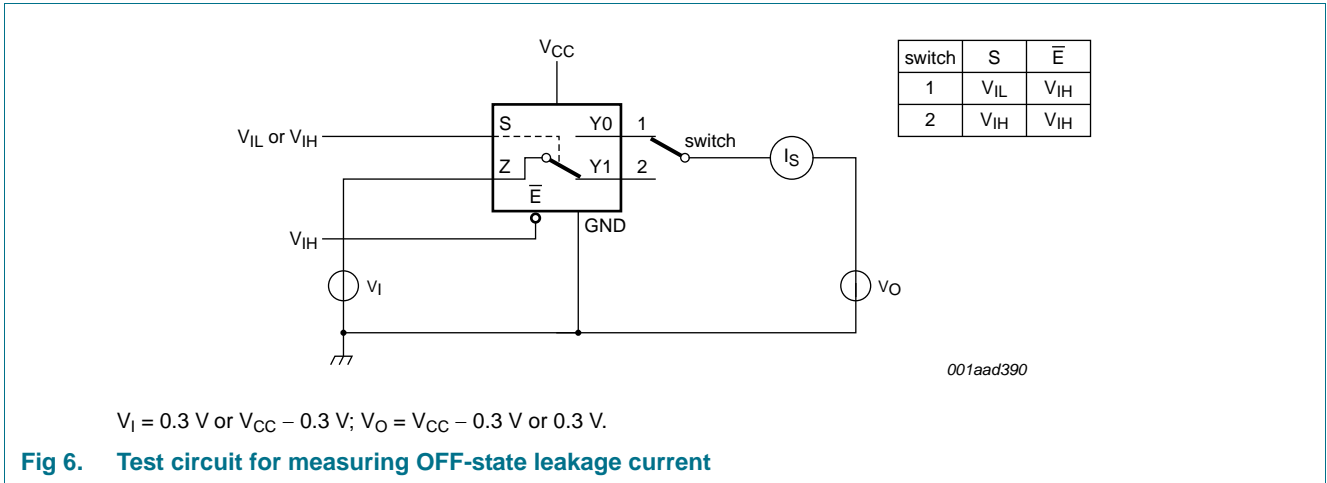 V_CC
switch S E̅
1 V_IL V_IH
2 V_IH V_IH
V_IL or V_IH
S Y0 1 switch
Z Y1 2 I_S
E̅
GND
V_IH
V_I
V_O
001aad390
V_I = 0.3 V or V_CC − 0.3 V; V_O = V_CC − 0.3 V or 0.3 V.
Fig 6. Test circuit for measuring OFF-state leakage current